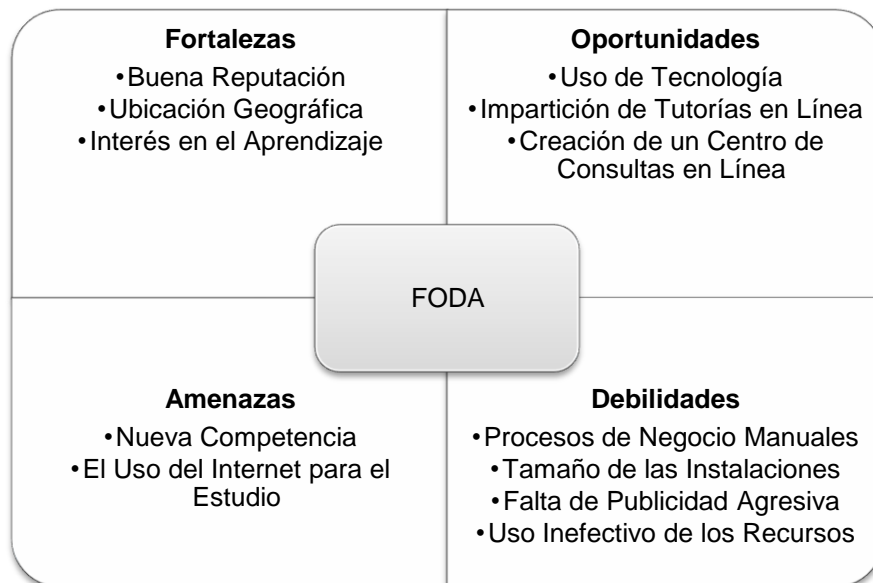 Fortalezas
•Buena Reputación
•Ubicación Geográfica
•Interés en el Aprendizaje
Oportunidades
•Uso de Tecnología
•Impartición de Tutorías en Línea
•Creación de un Centro de
Consultas en Línea
FODA
Amenazas
•Nueva Competencia
•El Uso del Internet para el
Estudio
Debilidades
•Procesos de Negocio Manuales
•Tamaño de las Instalaciones
•Falta de Publicidad Agresiva
•Uso Inefectivo de los Recursos